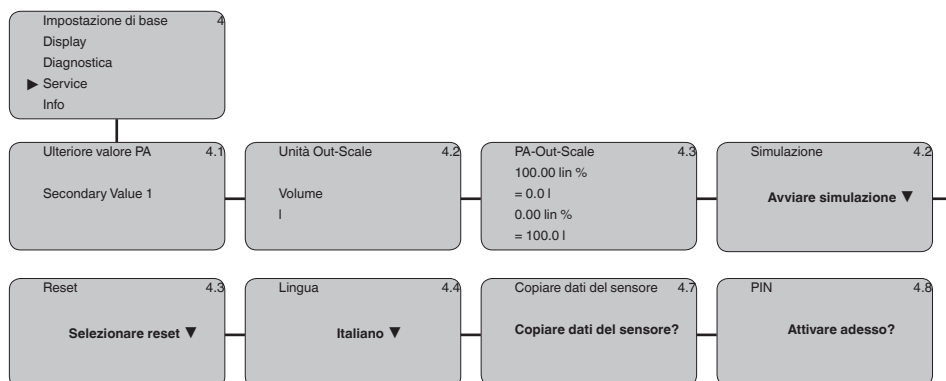 Impostazione di base 4
Display
Diagnostica
▶ Service
Info
Ulteriore valore PA 4.1
Secondary Value 1
Unità Out-Scale 4.2
Volume
l
PA-Out-Scale 4.3
100.00 lin %
= 0.0 l
0.00 lin %
= 100.0 l
Simulazione 4.2
Avviare simulazione ▼
Reset 4.3
Selezionare reset ▼
Lingua 4.4
Italiano ▼
Copiare dati del sensore 4.7
Copiare dati del sensore?
PIN 4.8
Attivare adesso?